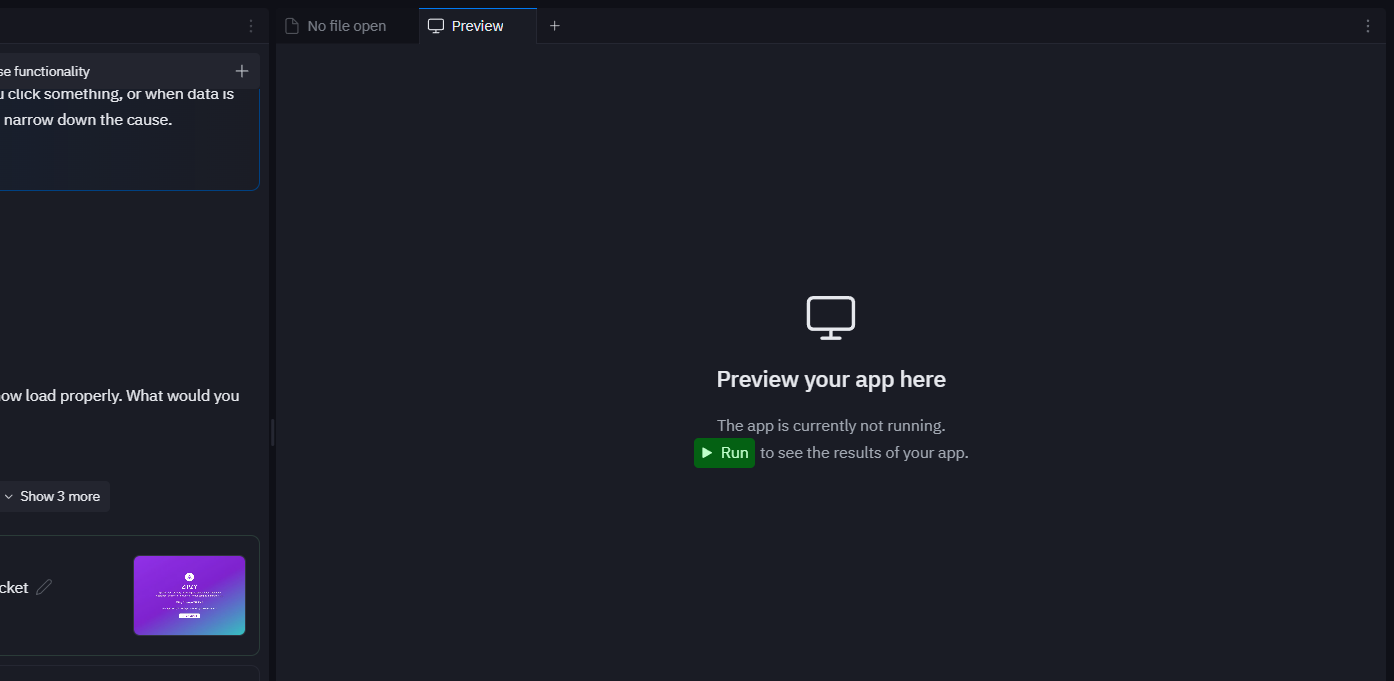 No file open
Preview
se functionality
u click something, or when data is
narrow down the cause.
ow load properly. What would you
Show 3 more
cket
Preview your app here
The app is currently not running.
Run to see the results of your app.